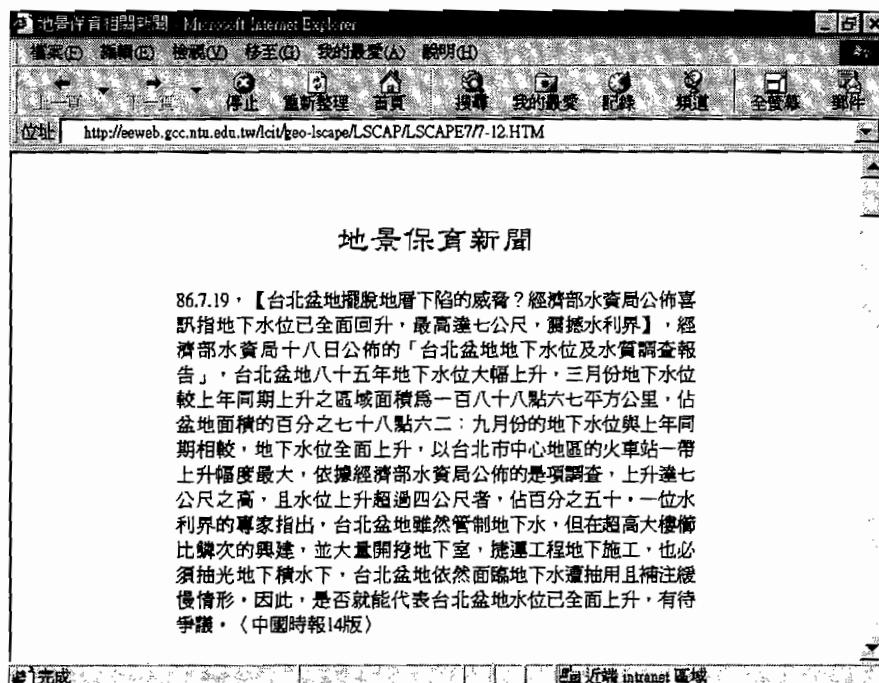 地景保育相關新聞 - Microsoft Internet Explorer
檔案(F) 編輯(E) 檢視(V) 移至(G) 我的最愛(A) 說明(H)
上一頁 下一頁 停止 重新整理 首頁 搜尋 我的最愛 記錄 頻道 全螢幕 郵件
位址 http://eeweb.gcc.ntu.edu.tw/lcit/geo-lscape/LSCAP/LSCAPE7/7-12.HTM
地景保育新聞
86.7.19，【台北盆地擺脫地層下陷的威脅？經濟部水資局公佈喜
訊指地下水位已全面回升，最高達七公尺，震撼水利界】，經
濟部水資局十八日公佈的「台北盆地地下水位及水質調查報
告」，台北盆地八十五年地下水位大幅上升，三月份地下水位
較上年同期上升之區域面積為一百八十八點六七平方公里，佔
盆地面積的百分之七十八點六二；九月份的地下水位與上年同
期相較，地下水位全面上升，以台北市中心地區的火車站一帶
上升幅度最大，依據經濟部水資局公佈的是項調查，上升達七
公尺之高，且水位上升超過四公尺者，佔百分之五十，一位水
利界的專家指出，台北盆地雖然管制地下水，但在超高大樓櫛
比鱗次的興建，並大量開挖地下室，捷運工程地下施工，也必
須抽光地下積水下，台北盆地依然面臨地下水遭抽用且補注緩
慢情形，因此，是否就能代表台北盆地水位已全面上升，有待
爭議。〈中國時報14版〉
完成 近端 intranet 區域